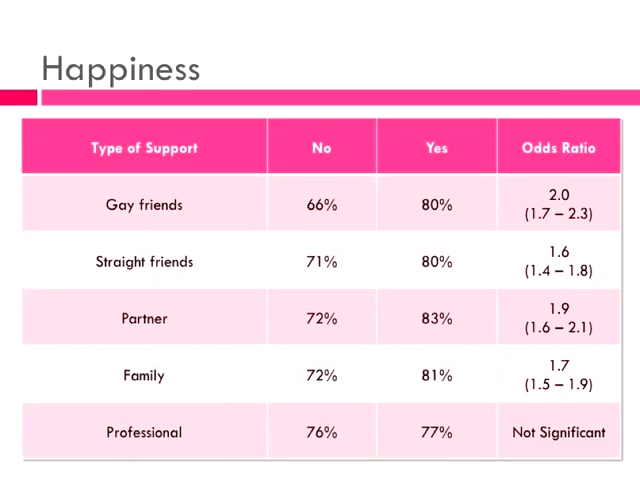 Happiness
Type of Support No Yes Odds Ratio
Gay friends 66% 80% 2.0
(1.7 – 2.3)
Straight friends 71% 80% 1.6
(1.4 – 1.8)
Partner 72% 83% 1.9
(1.6 – 2.1)
Family 72% 81% 1.7
(1.5 – 1.9)
Professional 76% 77% Not Significant